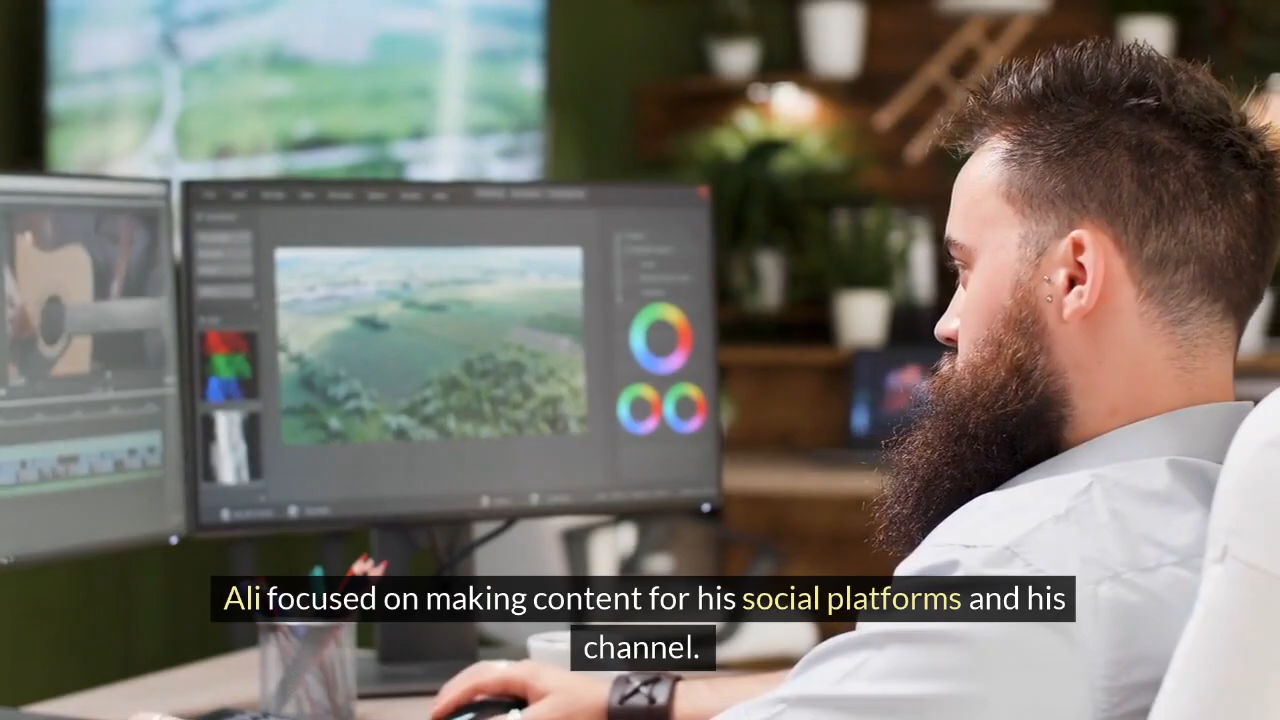 Ali focused on making content for his social platforms and his
channel.